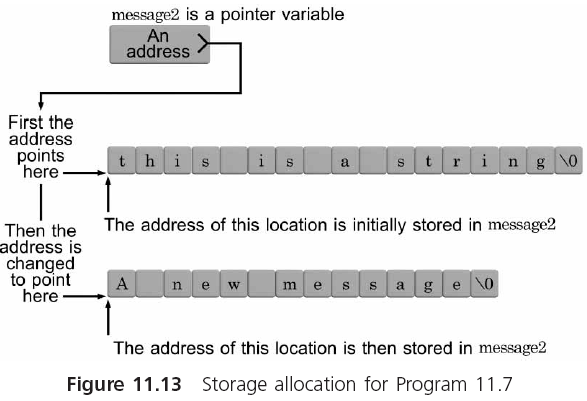 message2 is a pointer variable
An
address
First the
address
points
here
t h i s i s a s t r i n g \0
The address of this location is initially stored in message2
Then the
address is
changed
to point
here
A n e w m e s s a g e \0
The address of this location is then stored in message2
Figure 11.13 Storage allocation for Program 11.7